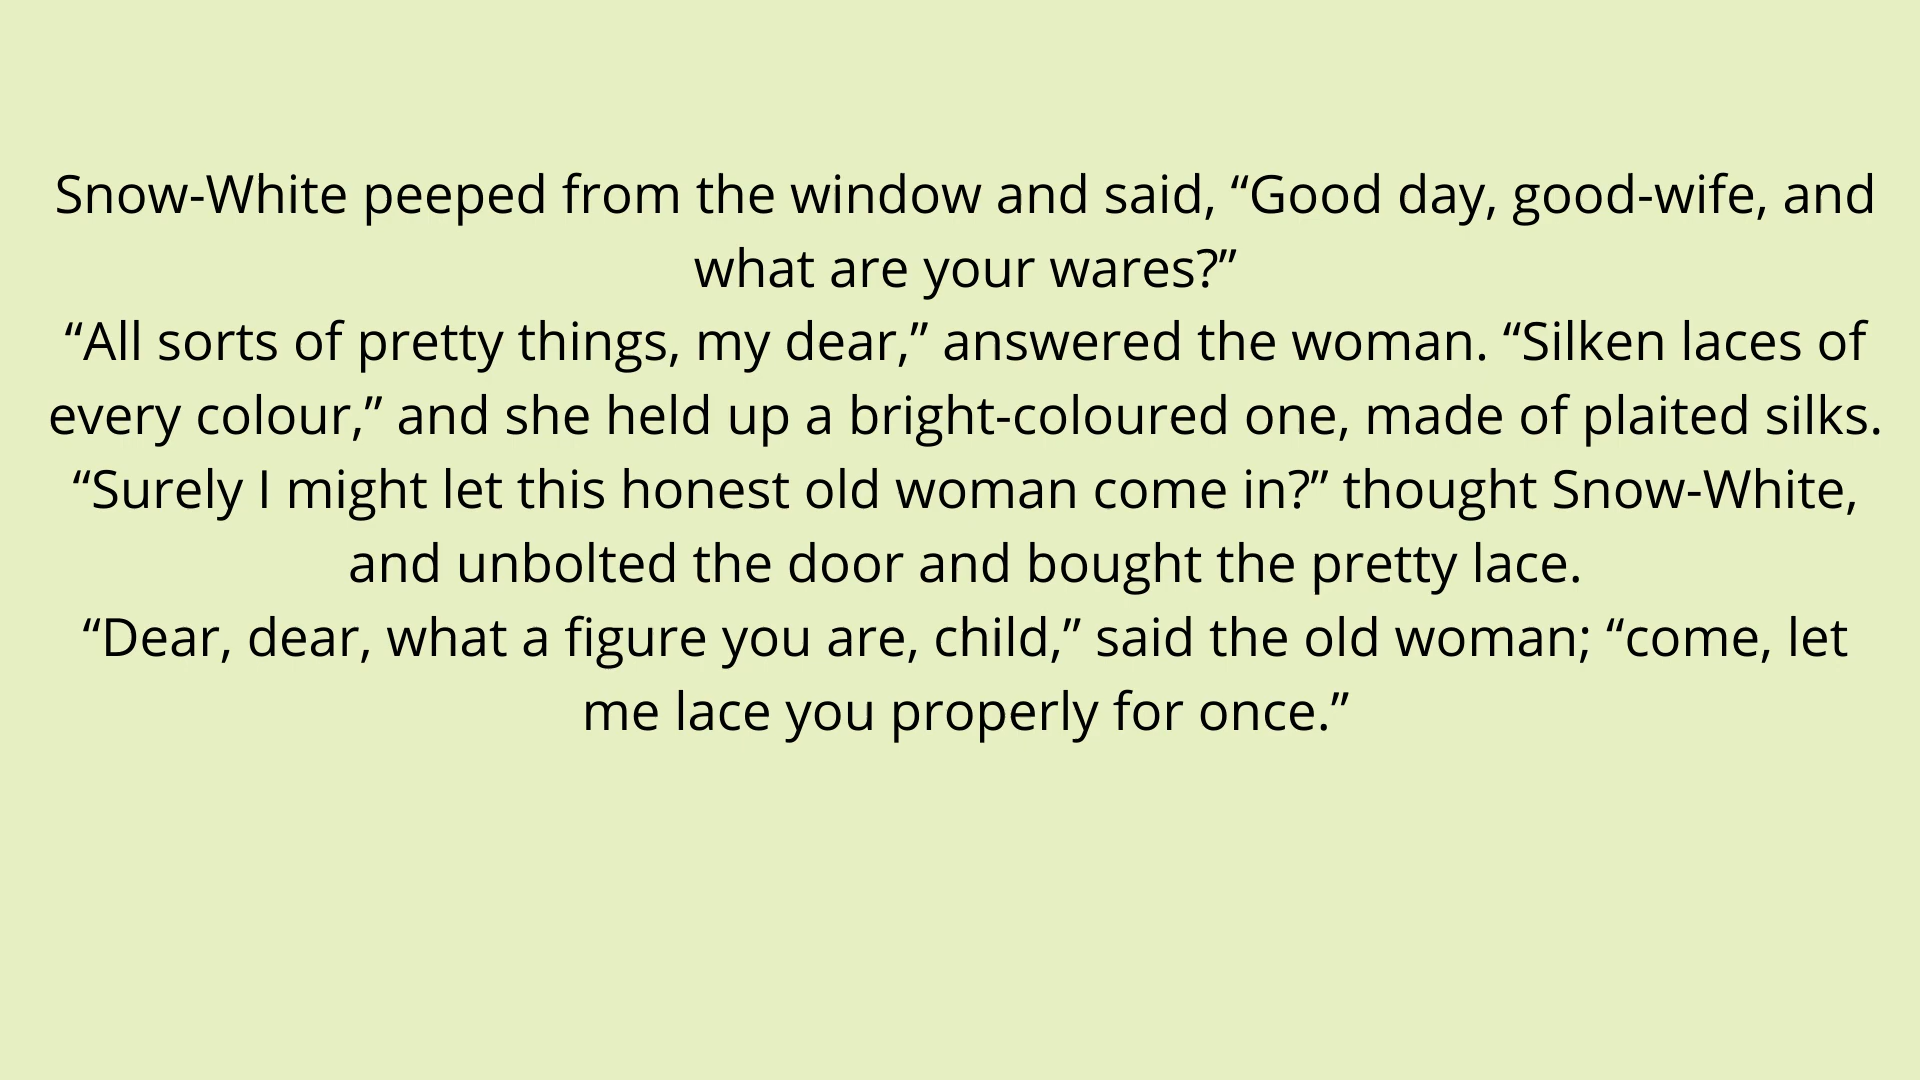 Snow-White peeped from the window and said, “Good day, good-wife, and
what are your wares?”
“All sorts of pretty things, my dear,” answered the woman. “Silken laces of
every colour,” and she held up a bright-coloured one, made of plaited silks.
“Surely I might let this honest old woman come in?” thought Snow-White,
and unbolted the door and bought the pretty lace.
“Dear, dear, what a figure you are, child,” said the old woman; “come, let
me lace you properly for once.”